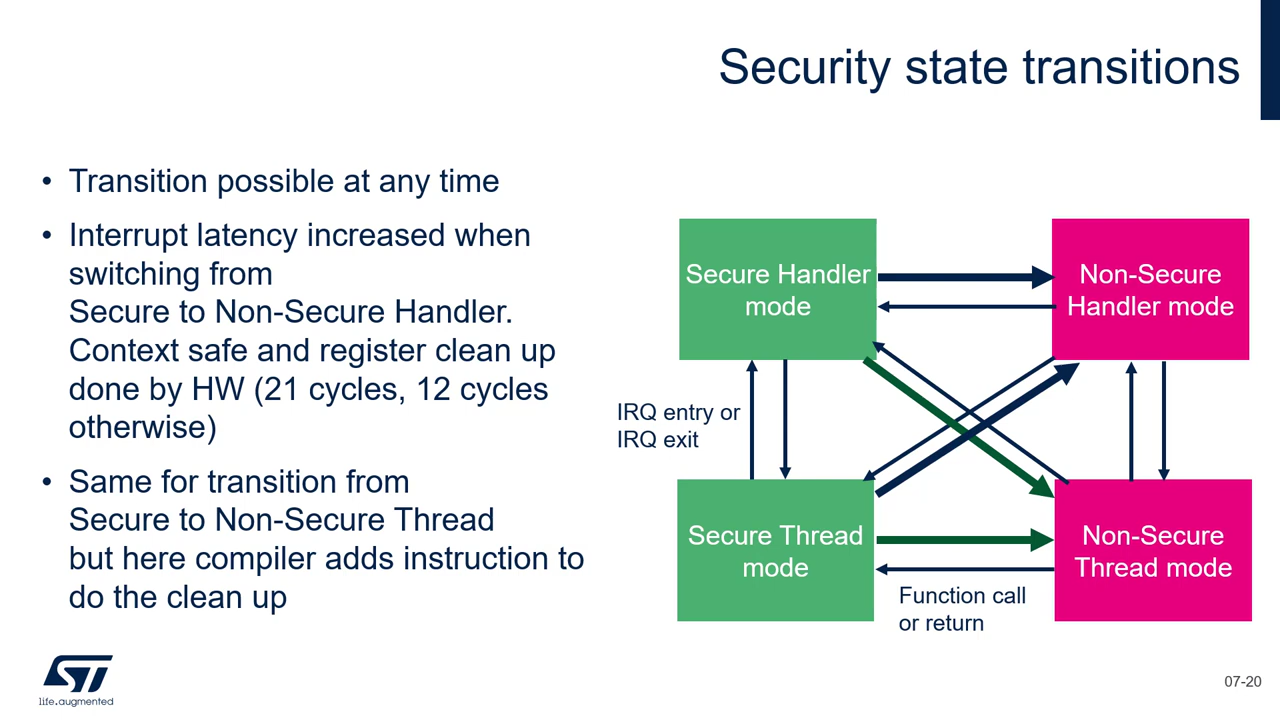 Security state transitions
• Transition possible at any time
• Interrupt latency increased when
switching from
Secure to Non-Secure Handler.
Context safe and register clean up
done by HW (21 cycles, 12 cycles
otherwise)
• Same for transition from
Secure to Non-Secure Thread
but here compiler adds instruction to
do the clean up
Secure Handler
mode
Non-Secure
Handler mode
IRQ entry or
IRQ exit
Secure Thread
mode
Non-Secure
Thread mode
Function call
or return
ST
life.augmented
07-20